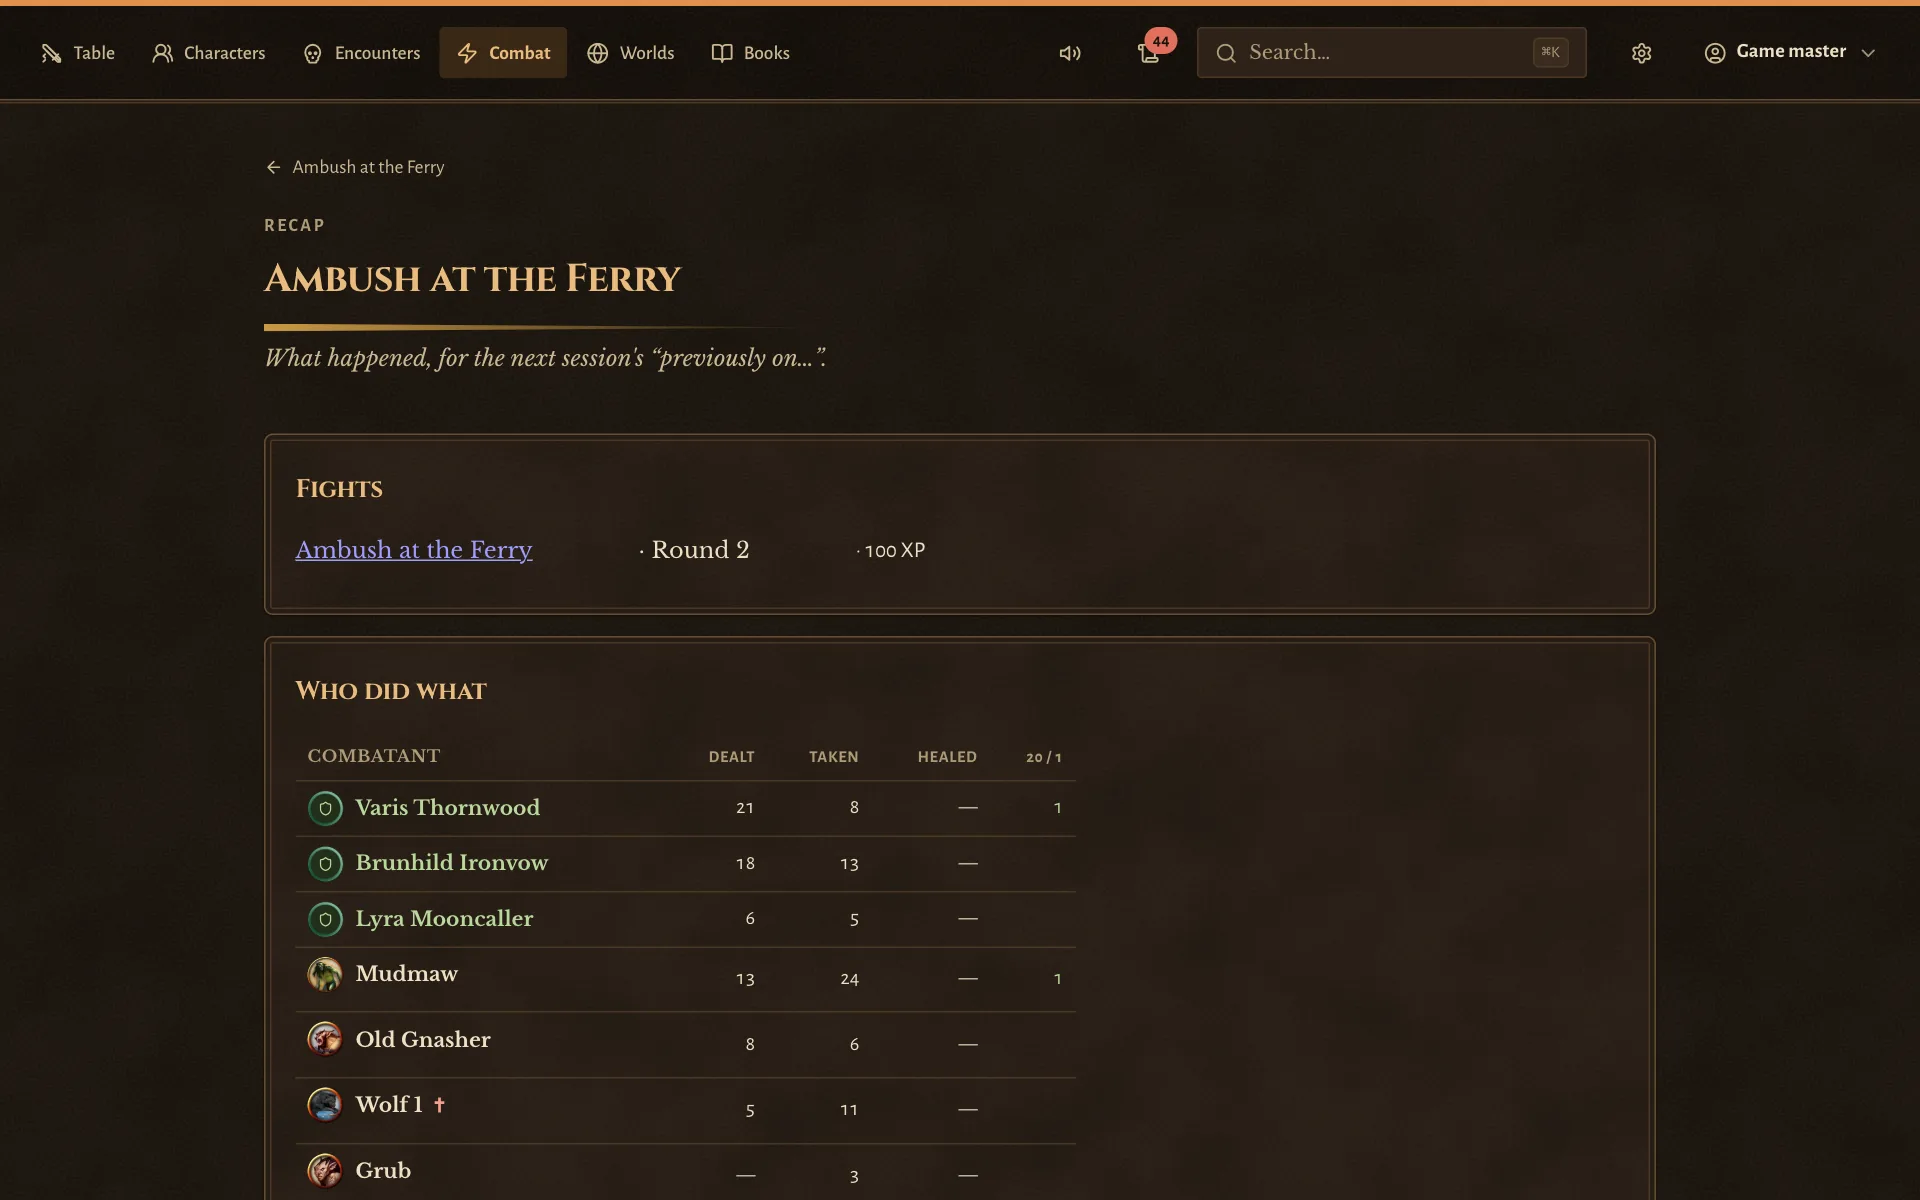 Table Characters Encounters Combat Worlds Books 44 Search... ⌘K Game master
Ambush at the Ferry
RECAP
Ambush at the Ferry
What happened, for the next session's “previously on...”.
Fights
Ambush at the Ferry · Round 2 · 100 XP
Who did what
COMBATANT DEALT TAKEN HEALED 20 / 1
Varis Thornwood 21 8 — 1
Brunhild Ironvow 18 13 —
Lyra Mooncaller 6 5 —
Mudmaw 13 24 — 1
Old Gnasher 8 6 —
Wolf 1 ✝ 5 11 —
Grub — 3 —